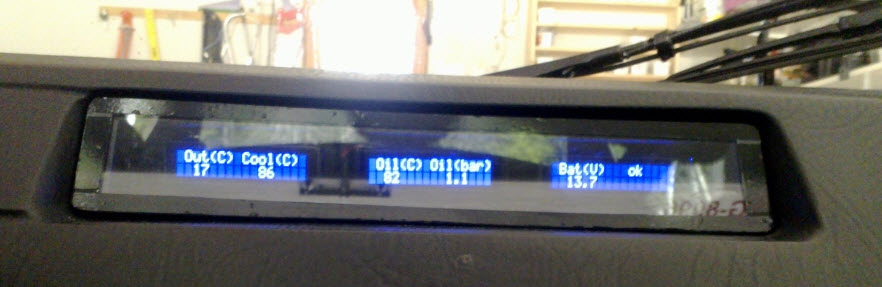 Out(C) Cool(C)
17 86
Oil(C) Oil(bar)
82 1.1
Bat(V) ok
13.7